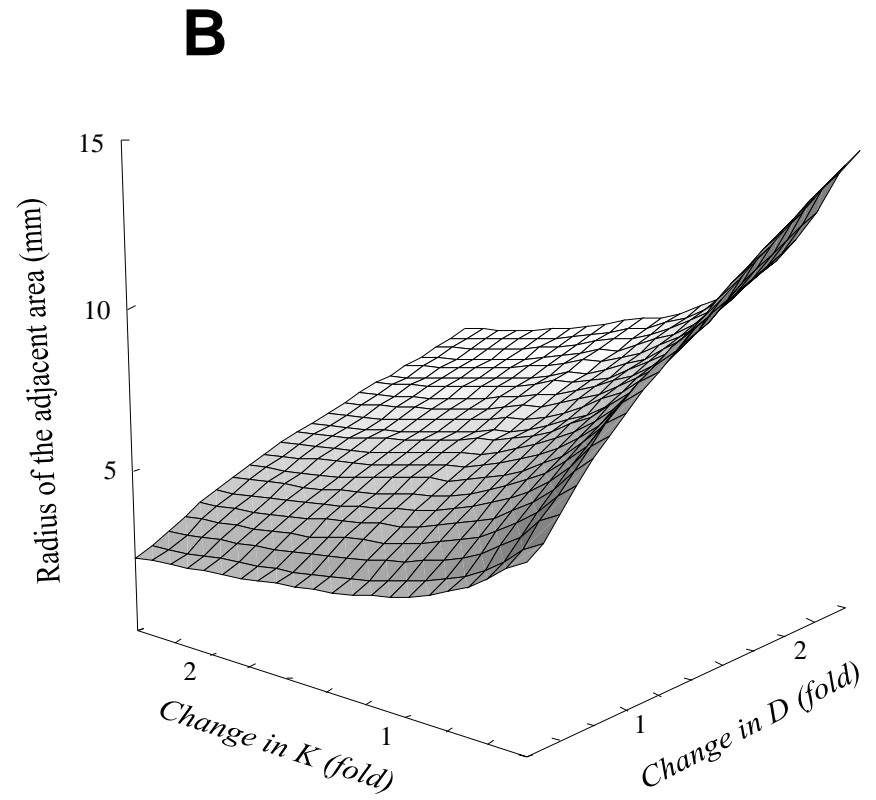 B
15
10
5
Radius of the adjacent area (mm)
2
1
Change in K (fold)
1
2
Change in D (fold)